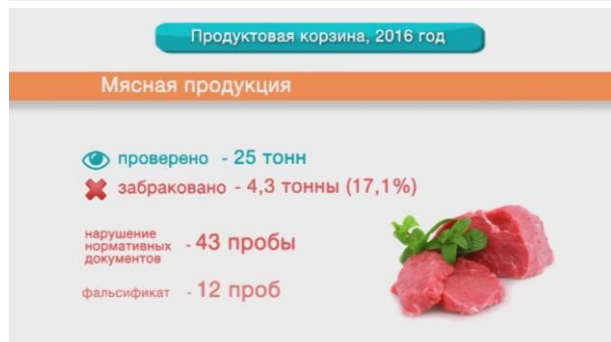 Продуктовая корзина, 2016 год
Мясная продукция
проверено - 25 тонн
забраковано - 4,3 тонны (17,1%)
нарушение
нормативных - 43 пробы
документов
фальсификат - 12 проб